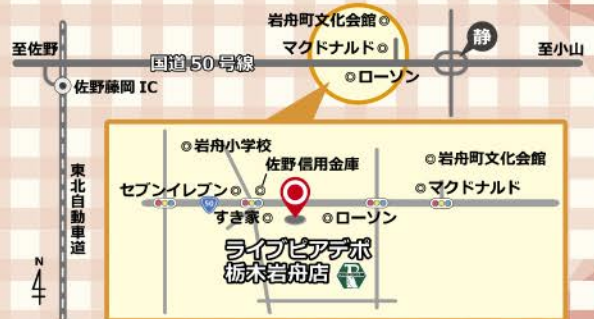 岩舟町文化会館
静
至佐野
マクドナルド
至小山
国道50号線
ローソン
佐野藤岡IC
東北自動車道
岩舟小学校
佐野信用金庫
岩舟町文化会館
セブンイレブン
マクドナルド
50
すき家
ローソン
ライブピアデポ
栃木岩舟店
N